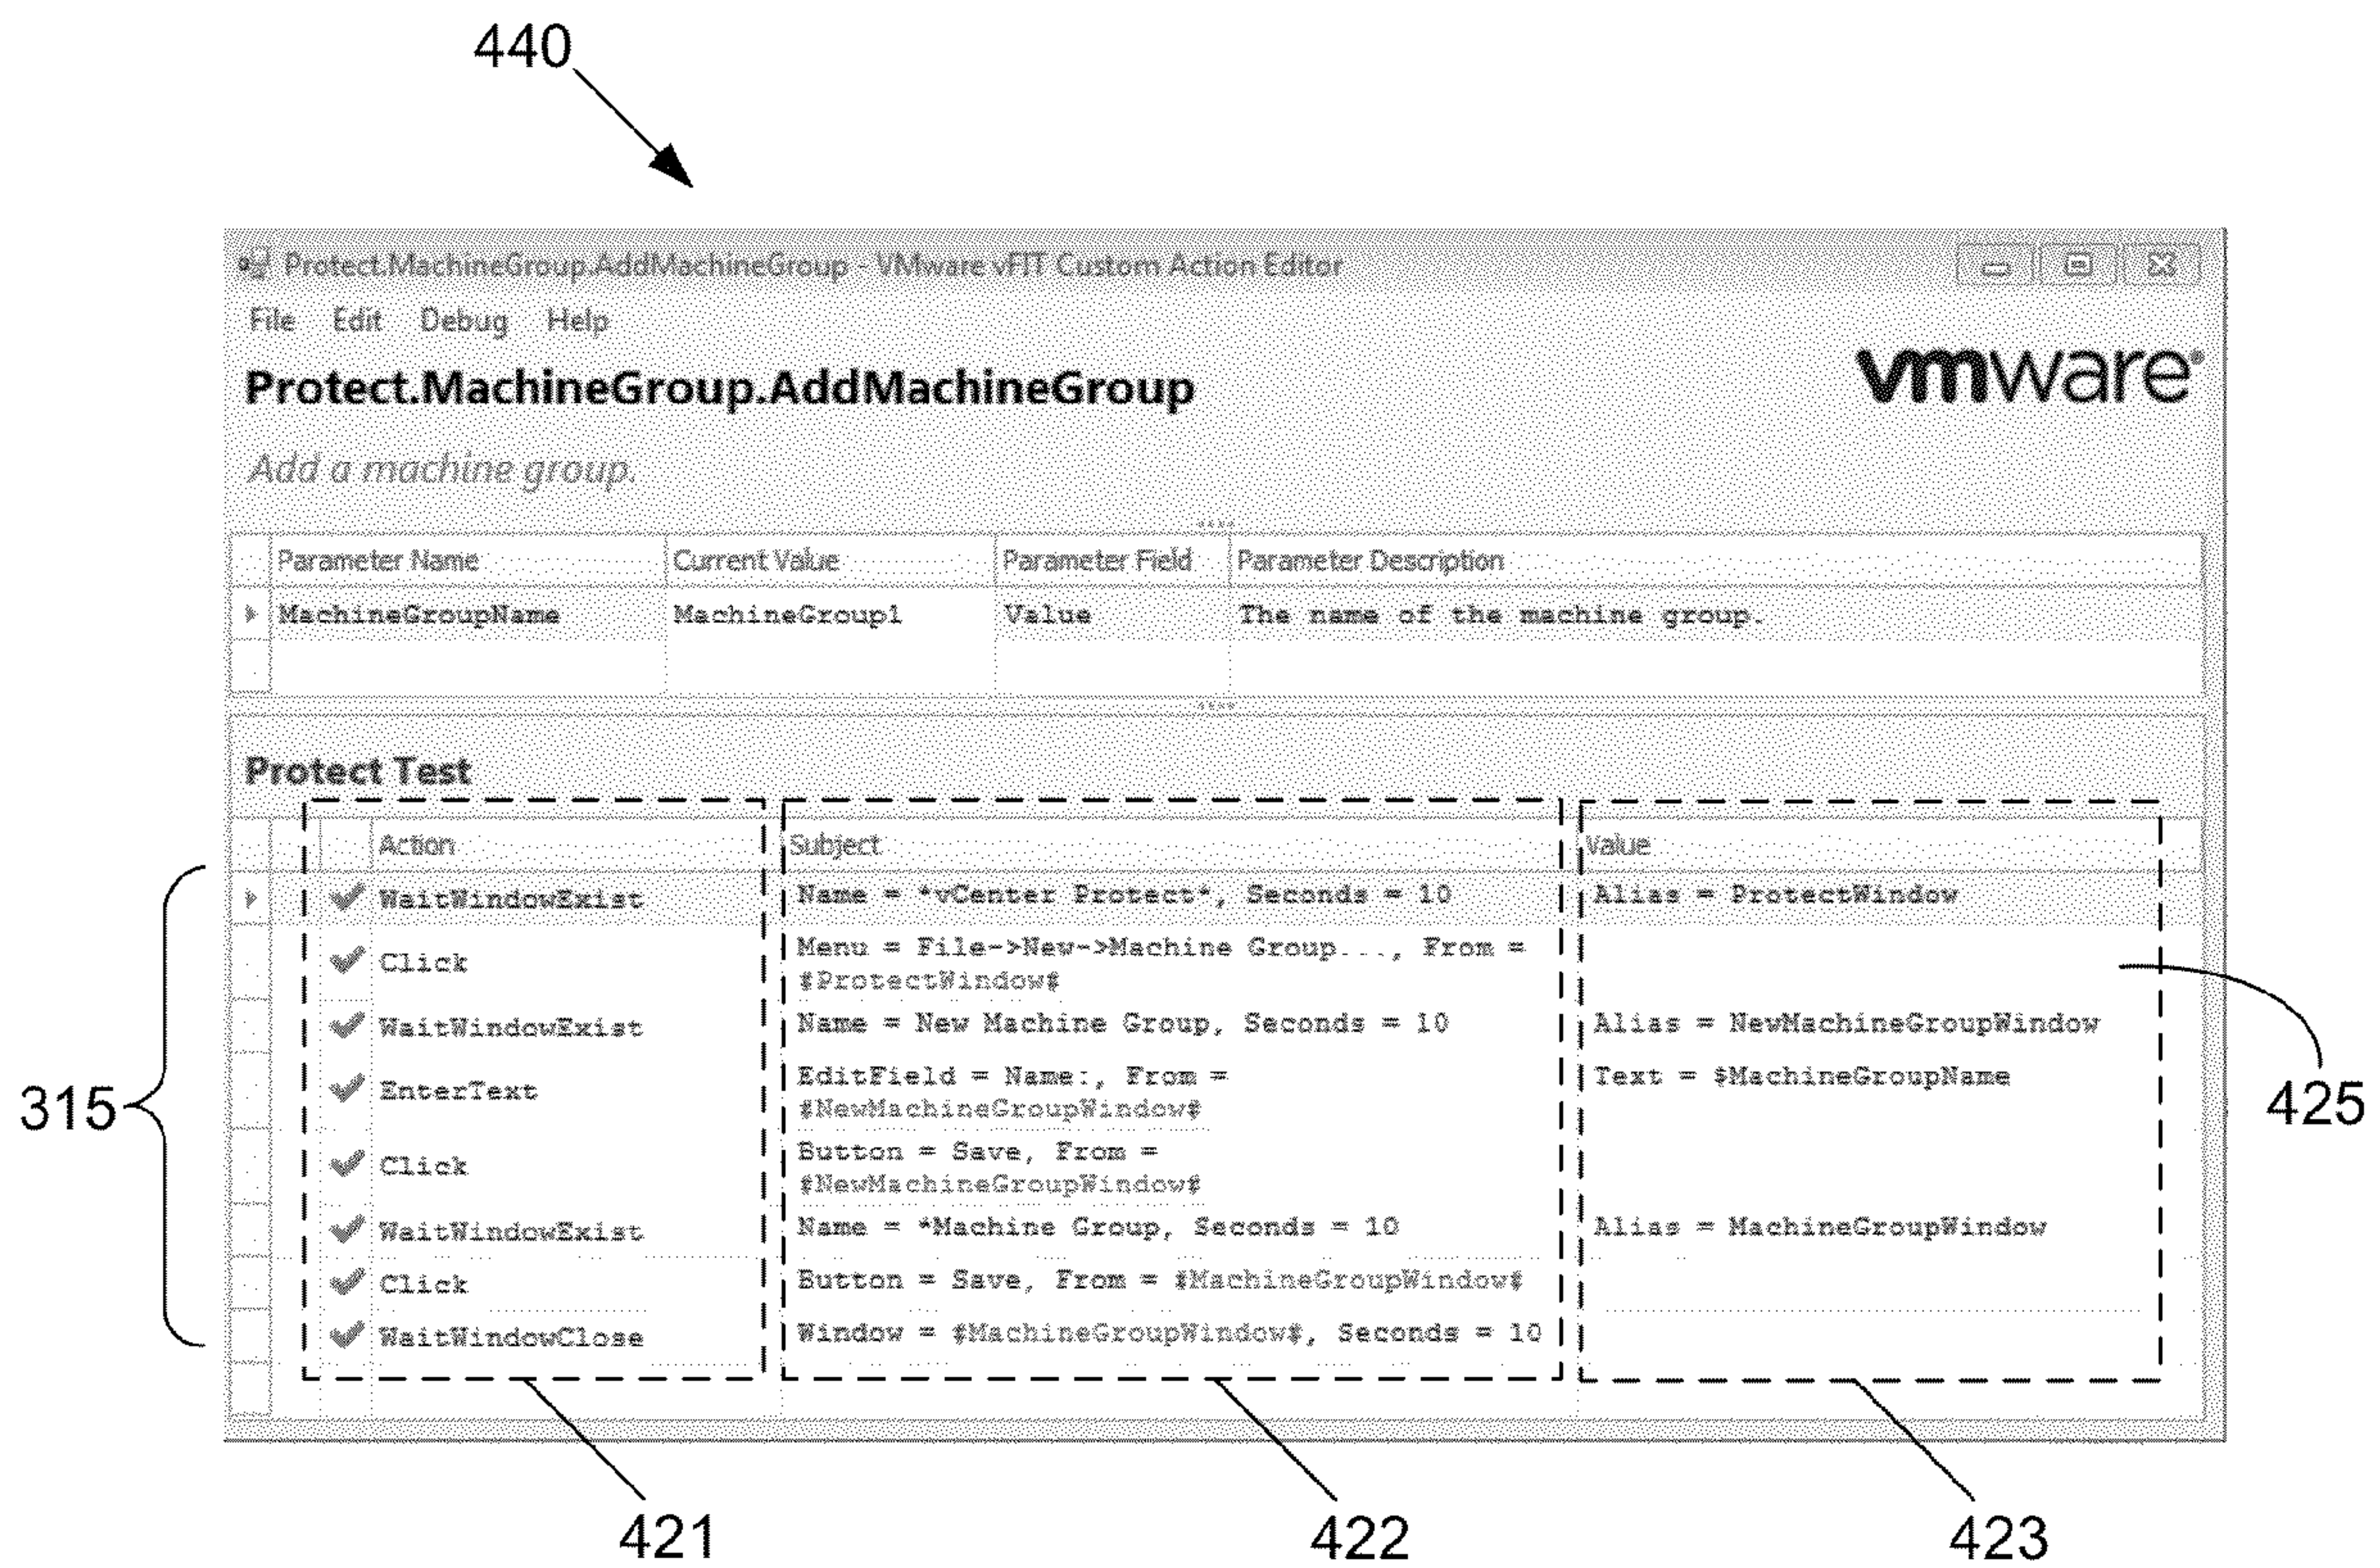 440
Protect.MachineGroup.AddMachineGroup - VMware vFIT Custom Action Editor
File Edit Debug Help
Protect.MachineGroup.AddMachineGroup
vmware®
Add a machine group.
Parameter Name Current Value Parameter Field Parameter Description
MachineGroupName MachineGroup1 Value The name of the machine group.
Protect Test
Action Subject Value
WaitWindowExist Name = *vCenter Protect*, Seconds = 10 Alias = ProtectWindow
Click Menu = File->New->Machine Group..., From =
$ProtectWindow$
WaitWindowExist Name = New Machine Group, Seconds = 10 Alias = NewMachineGroupWindow
EnterText EditField = Name:, From = Text = $MachineGroupName
$NewMachineGroupWindow$
Click Button = Save, From =
$NewMachineGroupWindow$
WaitWindowExist Name = *Machine Group, Seconds = 10 Alias = MachineGroupWindow
Click Button = Save, From = $MachineGroupWindow$
WaitWindowClose Window = $MachineGroupWindow$, Seconds = 10
315
425
421
422
423